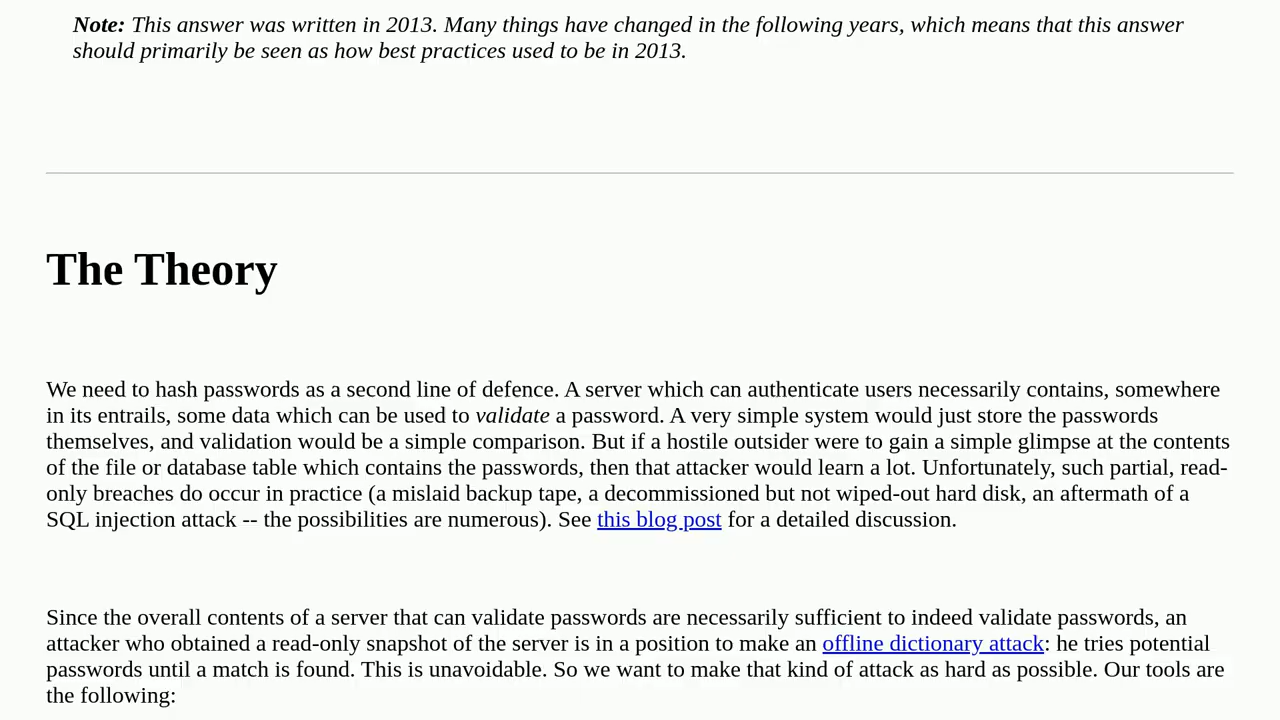 Note: This answer was written in 2013. Many things have changed in the following years, which means that this answer
should primarily be seen as how best practices used to be in 2013.
The Theory
We need to hash passwords as a second line of defence. A server which can authenticate users necessarily contains, somewhere
in its entrails, some data which can be used to validate a password. A very simple system would just store the passwords
themselves, and validation would be a simple comparison. But if a hostile outsider were to gain a simple glimpse at the contents
of the file or database table which contains the passwords, then that attacker would learn a lot. Unfortunately, such partial, read-
only breaches do occur in practice (a mislaid backup tape, a decommissioned but not wiped-out hard disk, an aftermath of a
SQL injection attack -- the possibilities are numerous). See this blog post for a detailed discussion.
Since the overall contents of a server that can validate passwords are necessarily sufficient to indeed validate passwords, an
attacker who obtained a read-only snapshot of the server is in a position to make an offline dictionary attack: he tries potential
passwords until a match is found. This is unavoidable. So we want to make that kind of attack as hard as possible. Our tools are
the following: